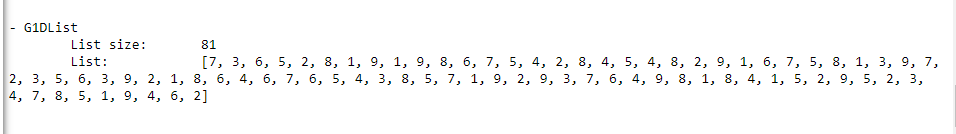 - G1DList
List size: 81
List: [7, 3, 6, 5, 2, 8, 1, 9, 1, 9, 8, 6, 7, 5, 4, 2, 8, 4, 5, 4, 8, 2, 9, 1, 6, 7, 5, 8, 1, 3, 9, 7,
2, 3, 5, 6, 3, 9, 2, 1, 8, 6, 4, 6, 7, 6, 5, 4, 3, 8, 5, 7, 1, 9, 2, 9, 3, 7, 6, 4, 9, 8, 1, 8, 4, 1, 5, 2, 9, 5, 2, 3,
4, 7, 8, 5, 1, 9, 4, 6, 2]